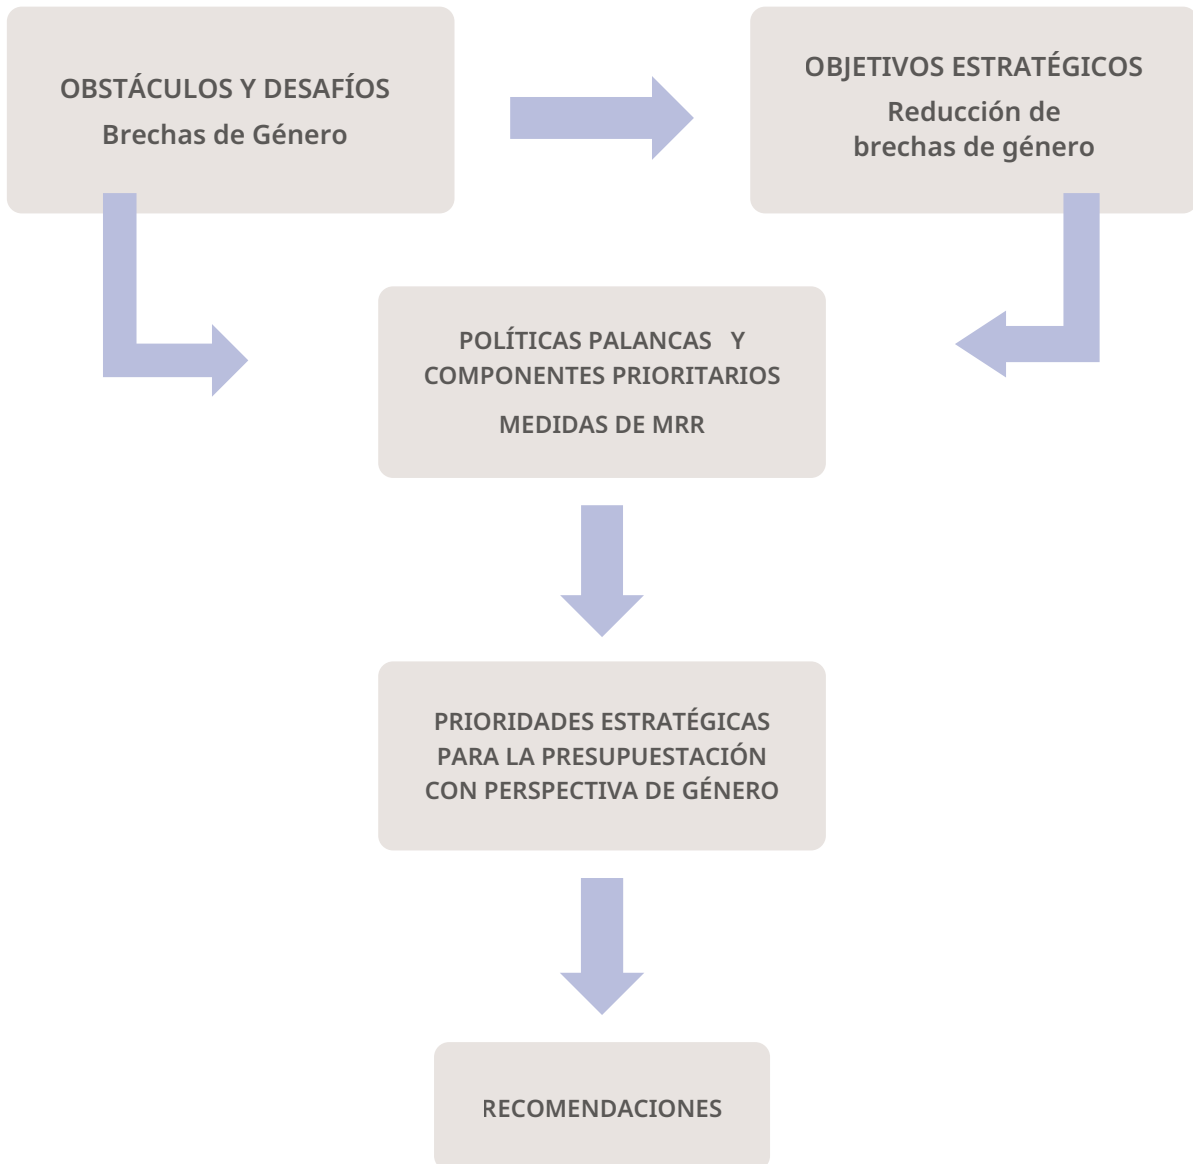 OBSTÁCULOS Y DESAFÍOS
Brechas de Género
OBJETIVOS ESTRATÉGICOS
Reducción de
brechas de género
POLÍTICAS PALANCAS Y
COMPONENTES PRIORITARIOS
MEDIDAS DE MRR
PRIORIDADES ESTRATÉGICAS
PARA LA PRESUPUESTACIÓN
CON PERSPECTIVA DE GÉNERO
RECOMENDACIONES